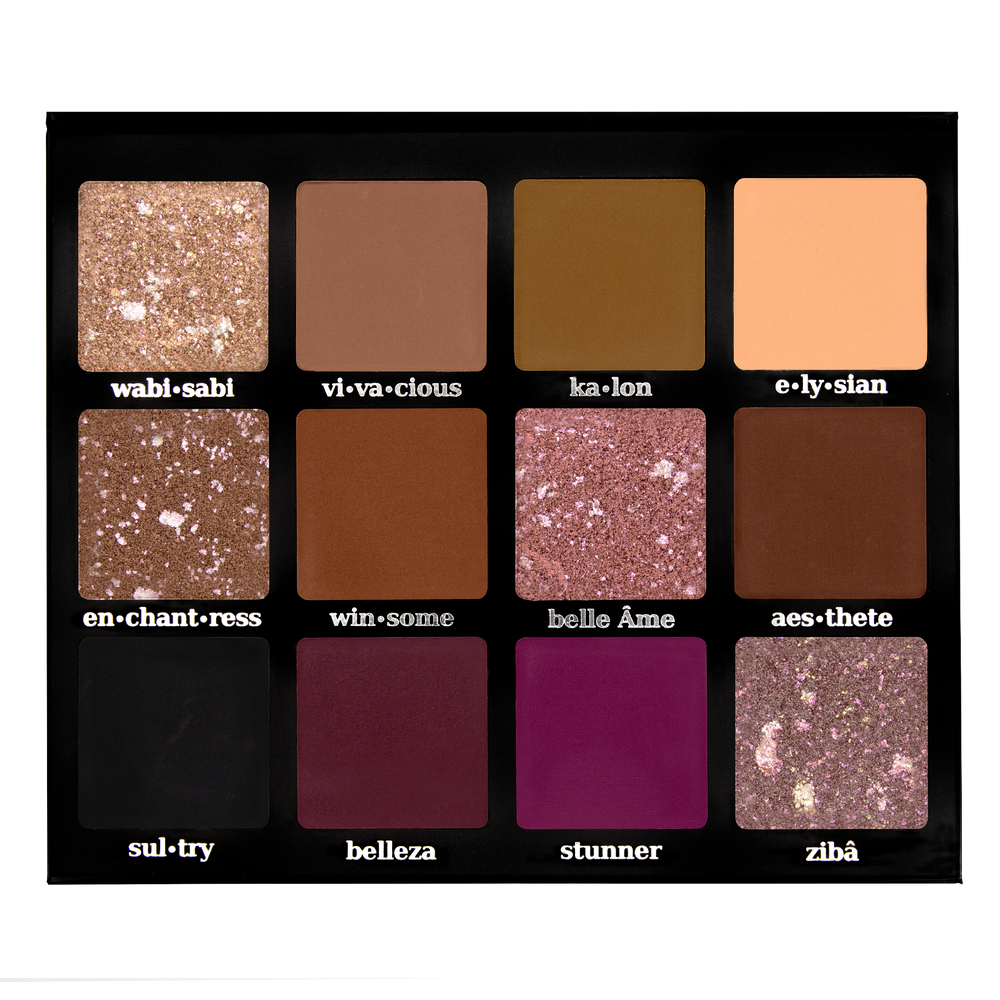 wabi•sabi
vi•va•cious
ka•lon
e•ly•sian
en•chant•ress
win•some
belle Âme
aes•thete
sul•try
belleza
stunner
zibâ